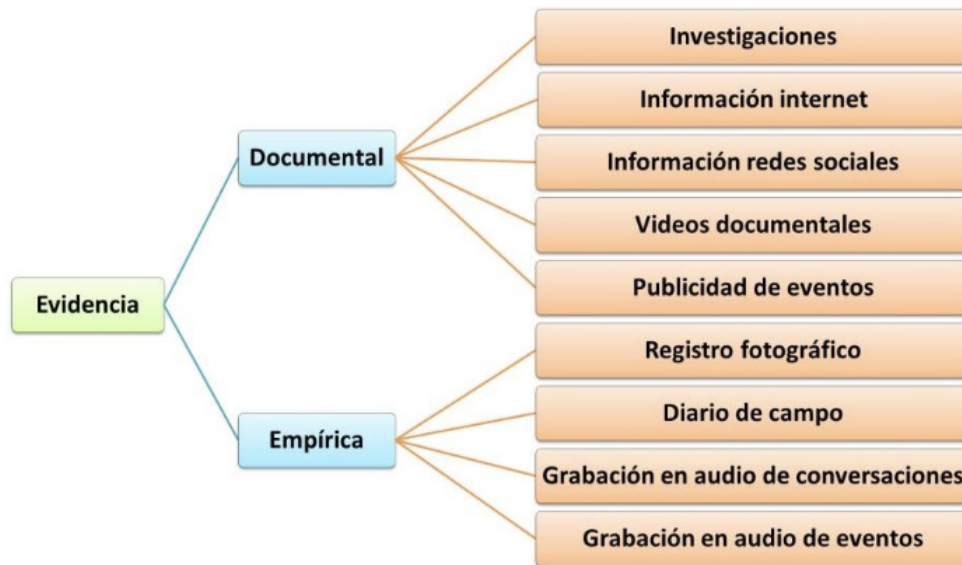 Evidencia
Documental
Investigaciones
Información internet
Información redes sociales
Videos documentales
Publicidad de eventos
Empírica
Registro fotográfico
Diario de campo
Grabación en audio de conversaciones
Grabación en audio de eventos